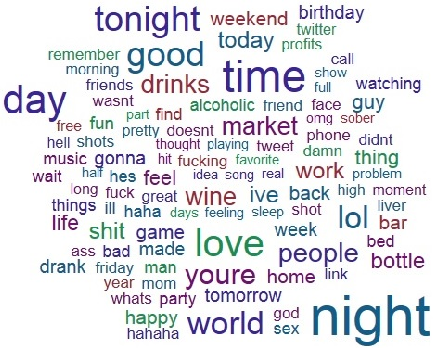 tonight weekend birthday
twitter
remember good today profits
morning call
friends drinks time show watching
full
day wasnt alcoholic friend face guy
part find omg sober
free fun pretty doesnt market phone didnt
hell shots thought playing tweet damn thing
music gonna hit fucking favorite work problem
wait half hes feel idea song real
long fuck great wine ive back high moment
things ill haha days feeling sleep shot lol liver
life shit game love week bar
ass bad made people bed
drank friday man youre home link bottle
year mom
whats party tomorrow
happy world god night
hahaha sex